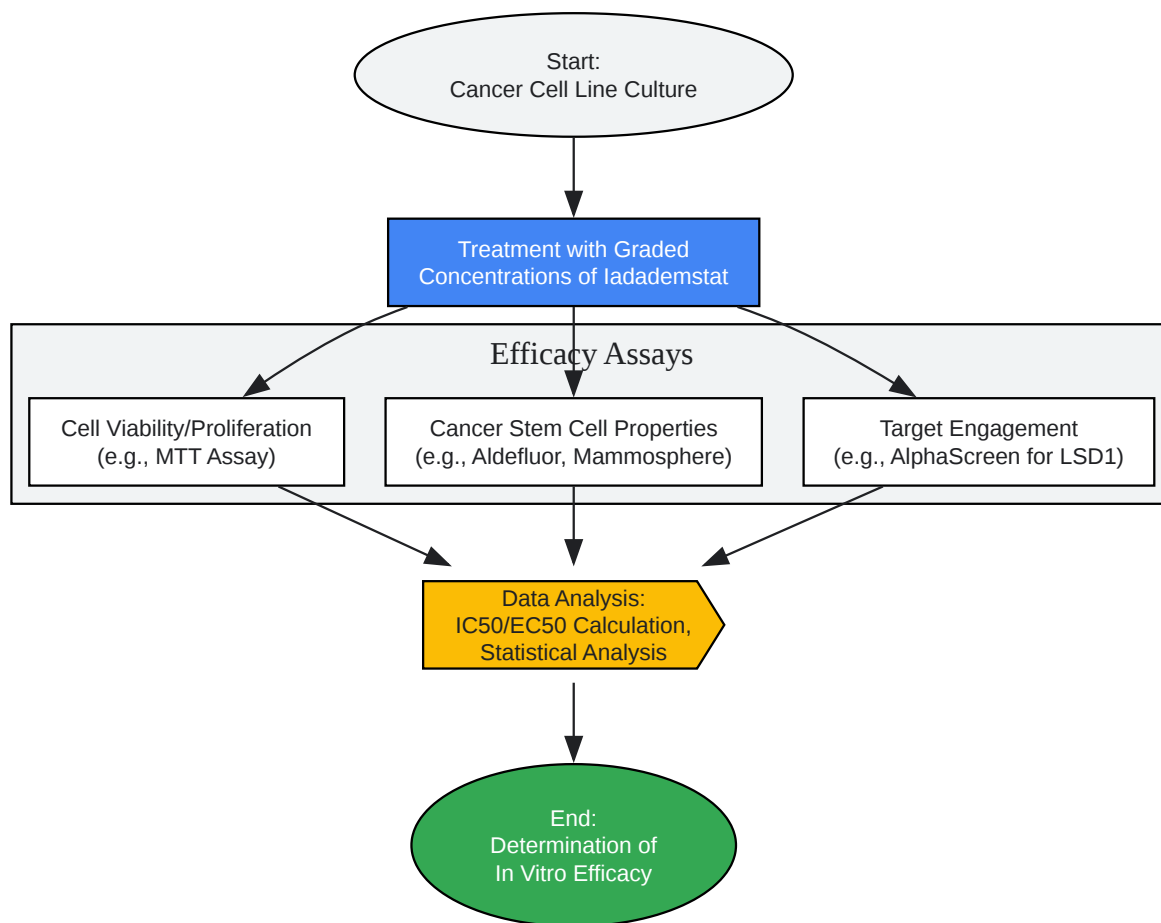 Start:
Cancer Cell Line Culture
Treatment with Graded
Concentrations of Iadademstat
Efficacy Assays
Cell Viability/Proliferation
(e.g., MTT Assay)
Cancer Stem Cell Properties
(e.g., Aldefluor, Mammosphere)
Target Engagement
(e.g., AlphaScreen for LSD1)
Data Analysis:
IC50/EC50 Calculation,
Statistical Analysis
End:
Determination of
In Vitro Efficacy